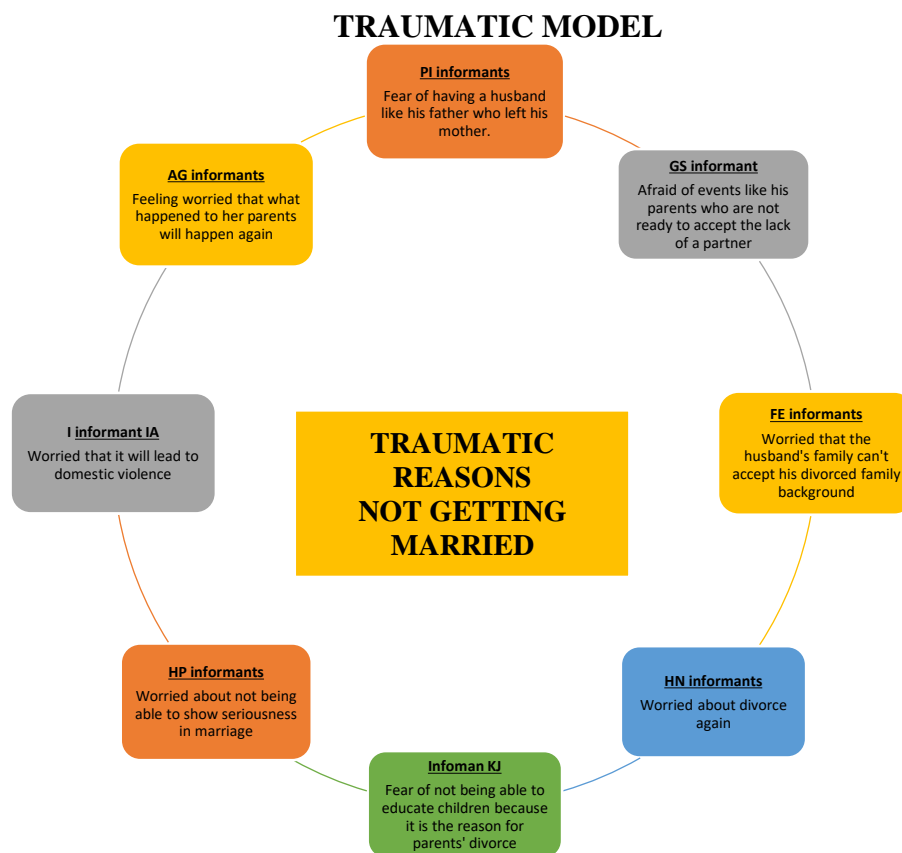 TRAUMATIC MODEL
PI informants
Fear of having a husband
like his father who left his
mother.
GS informant
Afraid of events like his
parents who are not
ready to accept the lack
of a partner
FE informants
Worried that the
husband's family can't
accept his divorced family
background
HN informants
Worried about divorce
again
Infoman KJ
Fear of not being able to
educate children because
it is the reason for
parents' divorce
HP informants
Worried about not being
able to show seriousness
in marriage
I informant IA
Worried that it will lead to
domestic violence
AG informants
Feeling worried that what
happened to her parents
will happen again
TRAUMATIC
REASONS
NOT GETTING
MARRIED